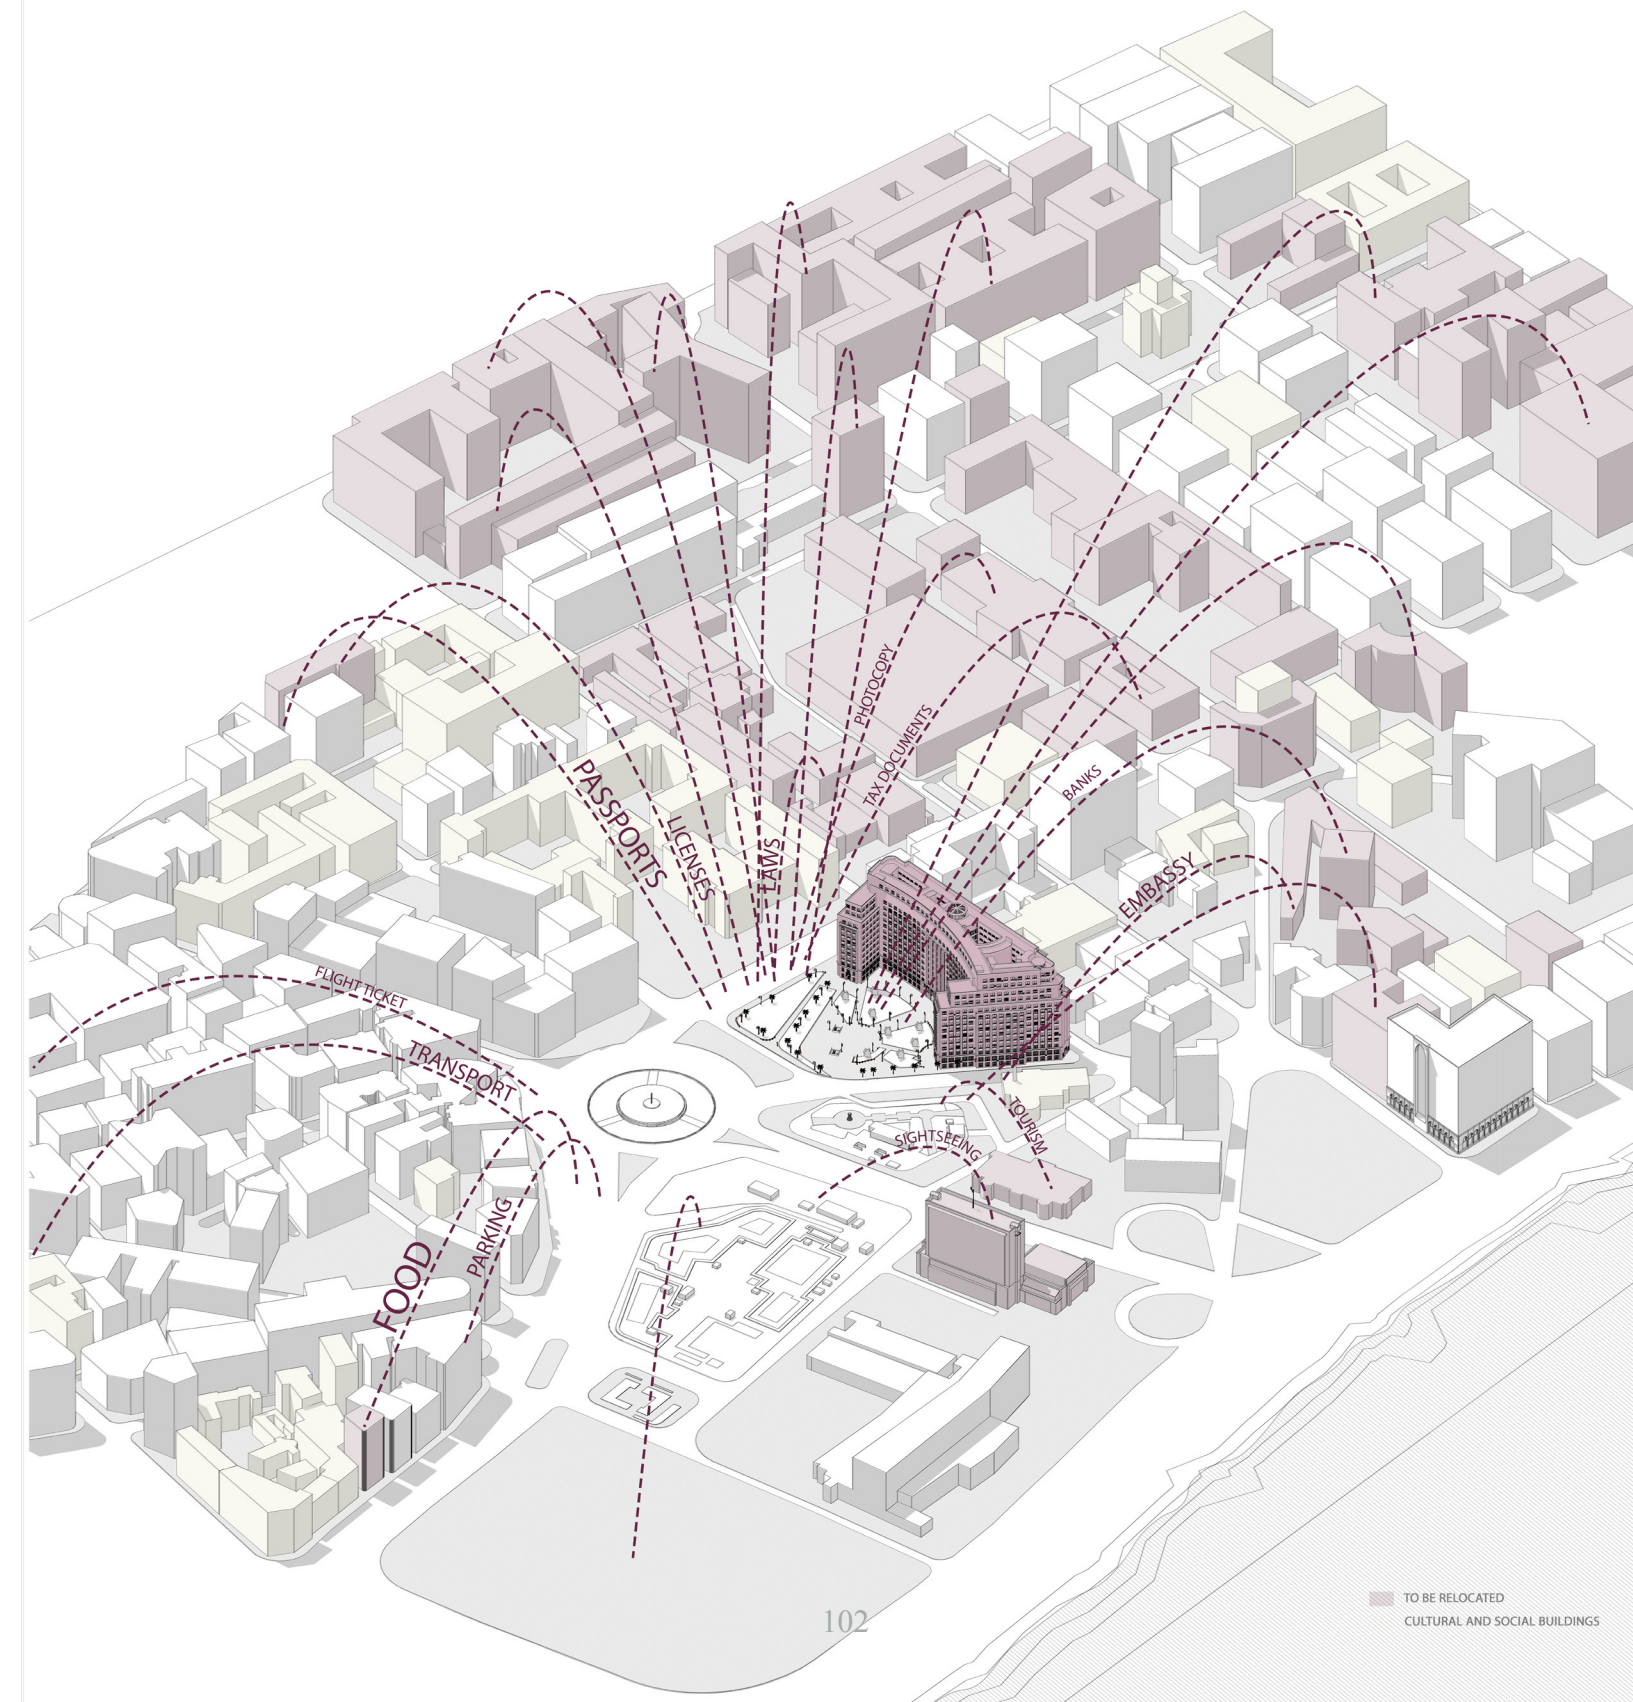 PHOTOCOPY
TAX DOCUMENTS
PASSPORTS
LICENSES
LAWS
BANKS
EMBASSY
FLIGHT TICKET
TRANSPORT
TOURISM
SIGHTSEEING
PARKING
FOOD
TO BE RELOCATED
CULTURAL AND SOCIAL BUILDINGS
102